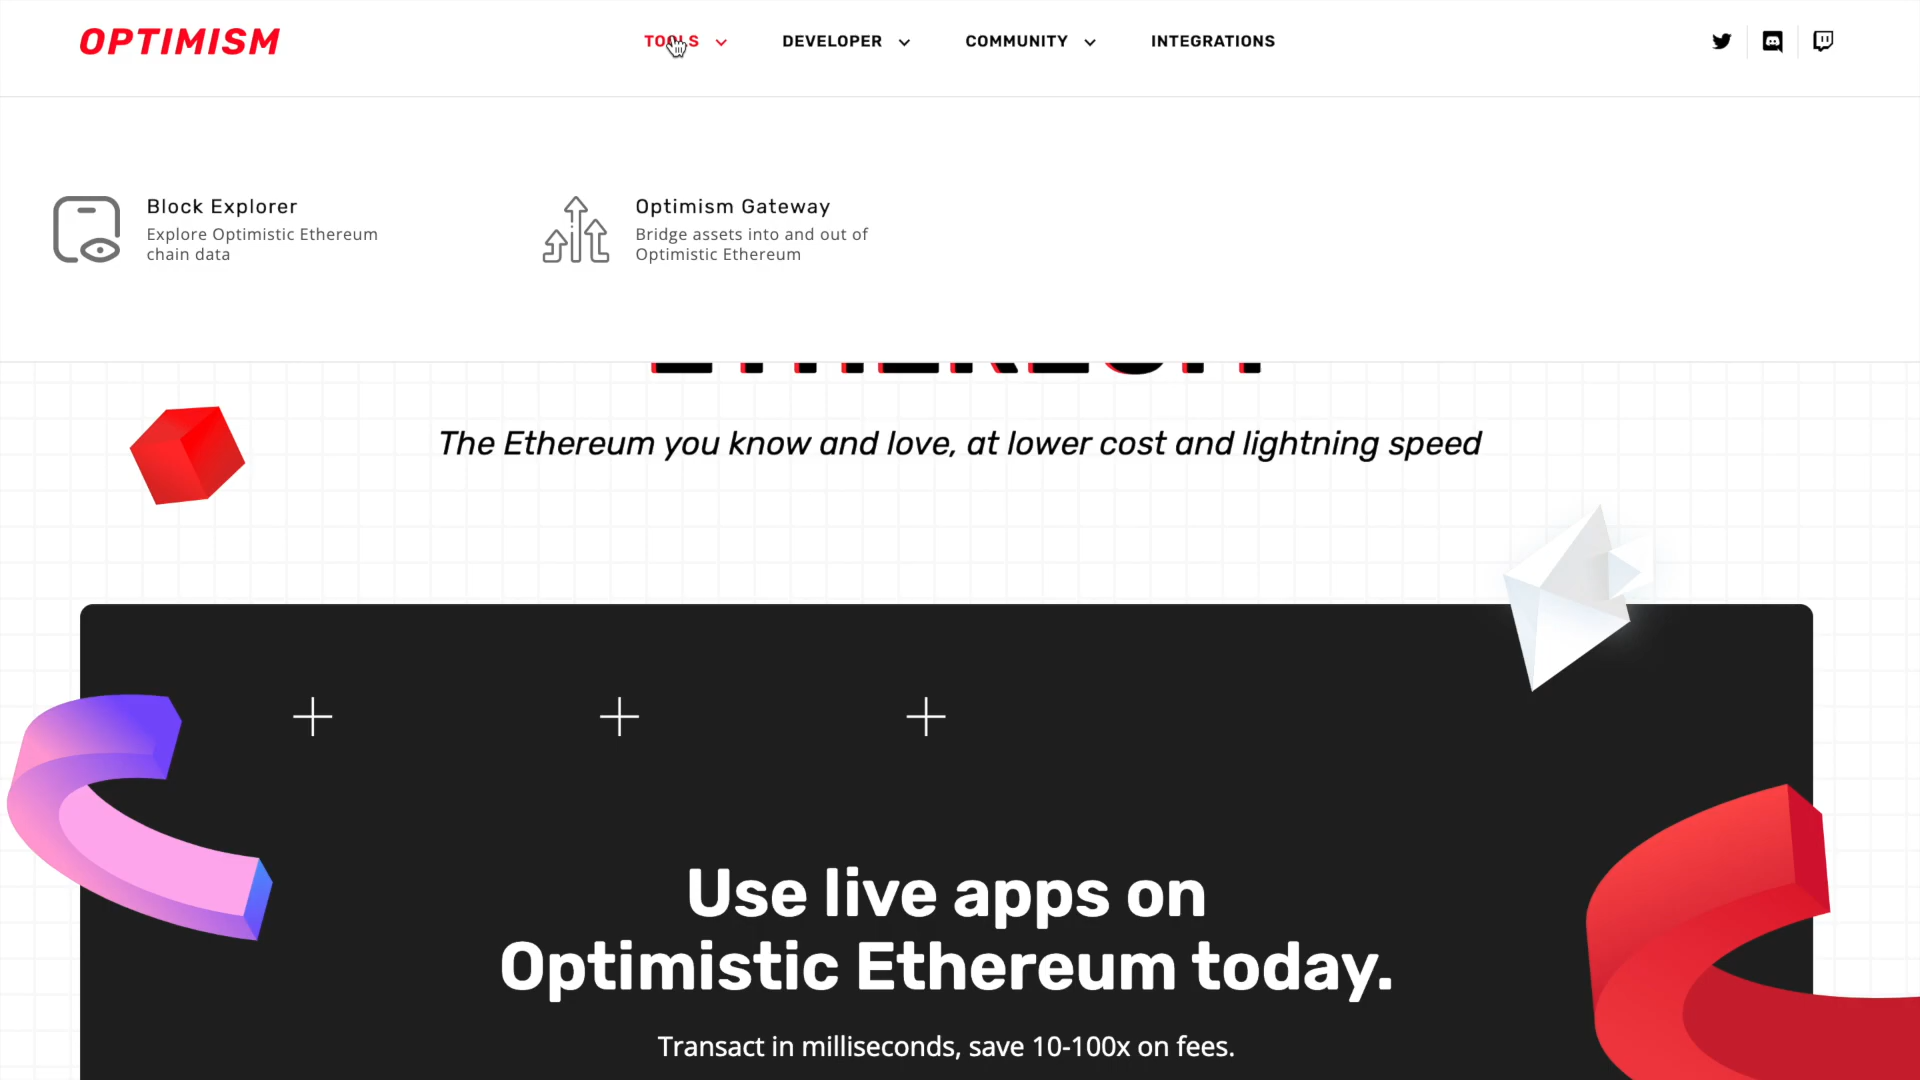 OPTIMISM
TOOLS
DEVELOPER
COMMUNITY
INTEGRATIONS
Block Explorer
Explore Optimistic Ethereum
chain data
Optimism Gateway
Bridge assets into and out of
Optimistic Ethereum
The Ethereum you know and love, at lower cost and lightning speed
Use live apps on
Optimistic Ethereum today.
Transact in milliseconds, save 10-100x on fees.